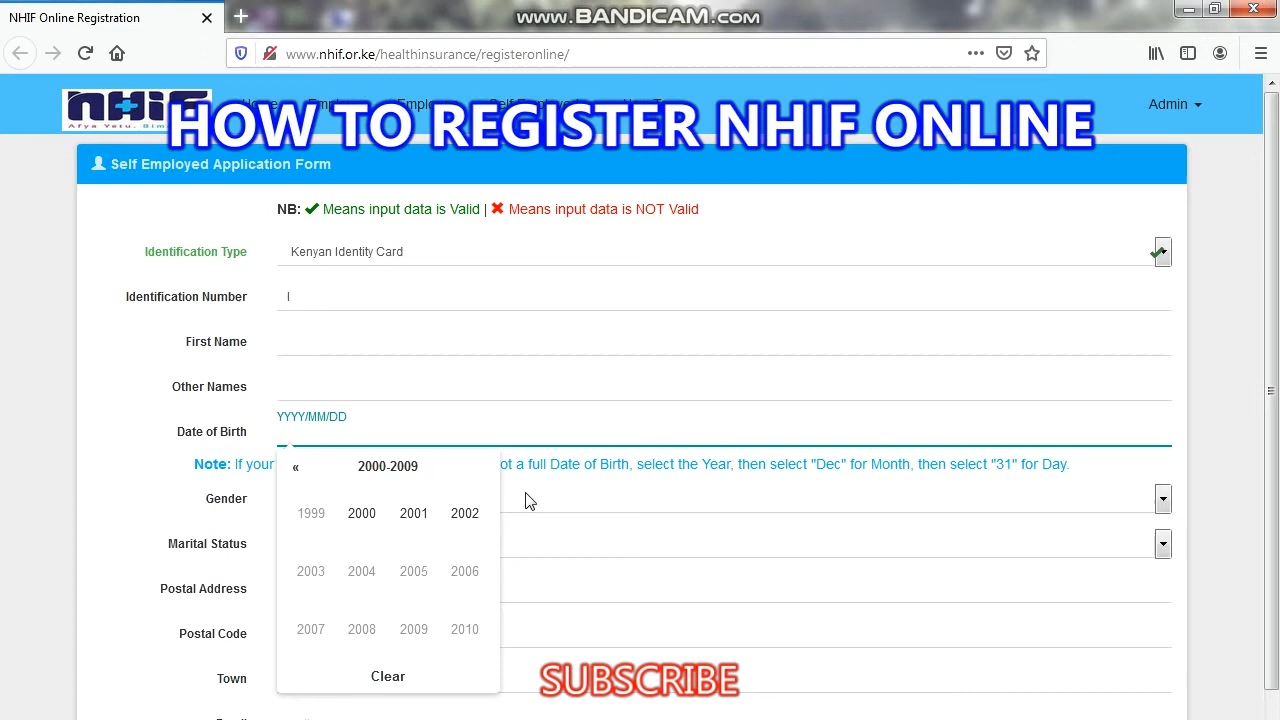 NHIF Online Registration
www.BANDICAM.com
www.nhif.or.ke/healthinsurance/registeronline/
nhif
Admin
HOW TO REGISTER NHIF ONLINE
Self Employed Application Form
NB: Means input data is Valid | Means input data is NOT Valid
Identification Type
Kenyan Identity Card
Identification Number
First Name
Other Names
YYYY/MM/DD
Date of Birth
Note: If your
ot a full Date of Birth, select the Year, then select "Dec" for Month, then select "31" for Day.
« 2000-2009
1999 2000 2001 2002
2003 2004 2005 2006
2007 2008 2009 2010
Clear
Gender
Marital Status
Postal Address
Postal Code
Town
SUBSCRIBE